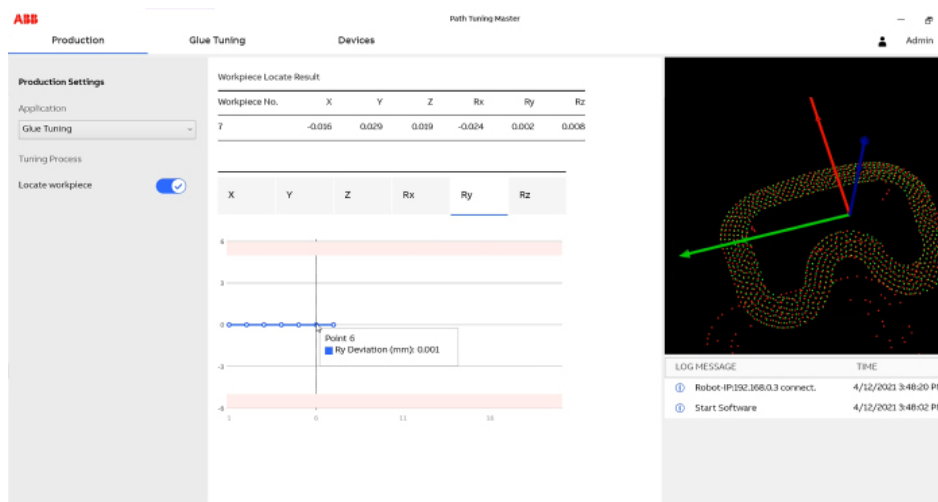 ABB
Path Tuning Master
Production Glue Tuning Devices Admin
Production Settings
Application
Glue Tuning
Tuning Process
Locate workpiece
Workpiece Locate Result
Workpiece No. X Y Z Rx Ry Rz
7 -0.016 0.029 0.019 -0.024 0.002 0.008
X Y Z Rx Ry Rz
6
3
0
Point 6
Ry Deviation (mm): 0.001
-3
-6
1 6 11 16
LOG MESSAGE TIME
Robot-IP:192.168.0.3 connect. 4/12/2021 3:48:20 PM
Start Software 4/12/2021 3:48:02 PM